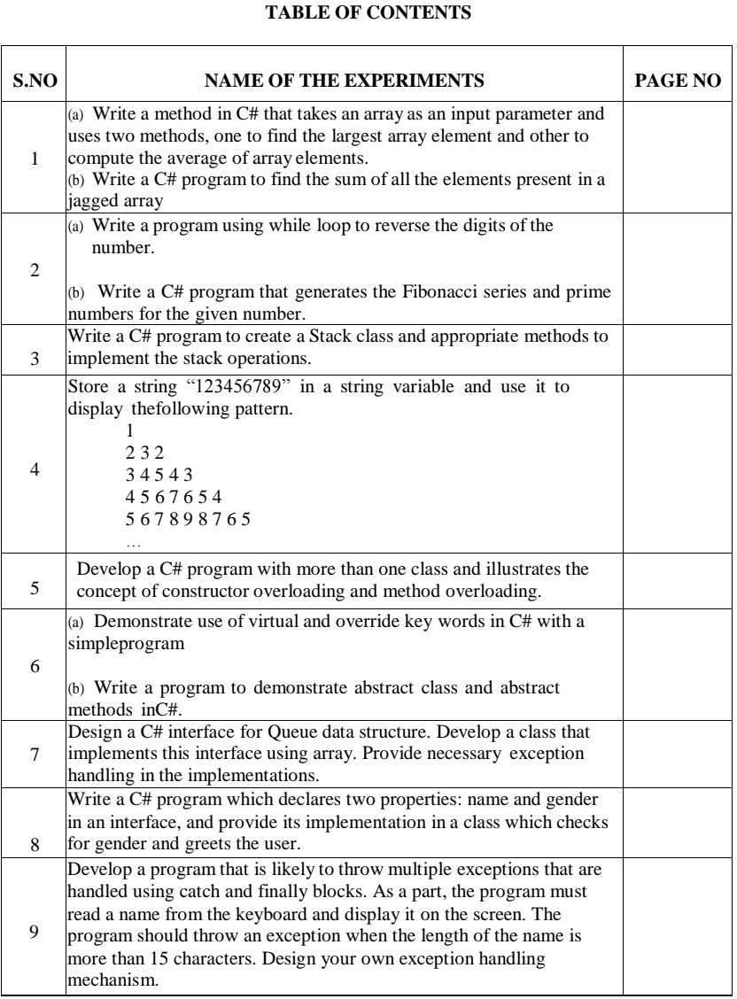 TABLE OF CONTENTS
S.NO NAME OF THE EXPERIMENTS PAGE NO
1
(a) Write a method in C# that takes an array as an input parameter and
uses two methods, one to find the largest array element and other to
compute the average of array elements.
(b) Write a C# program to find the sum of all the elements present in a
jagged array
2
(a) Write a program using while loop to reverse the digits of the
number.
(b) Write a C# program that generates the Fibonacci series and prime
numbers for the given number.
3
Write a C# program to create a Stack class and appropriate methods to
implement the stack operations.
4
Store a string “123456789” in a string variable and use it to
display thefollowing pattern.
1
2 3 2
3 4 5 4 3
4 5 6 7 6 5 4
5 6 7 8 9 8 7 6 5
…
5
Develop a C# program with more than one class and illustrates the
concept of constructor overloading and method overloading.
6
(a) Demonstrate use of virtual and override key words in C# with a
simpleprogram
(b) Write a program to demonstrate abstract class and abstract
methods inC#.
7
Design a C# interface for Queue data structure. Develop a class that
implements this interface using array. Provide necessary exception
handling in the implementations.
8
Write a C# program which declares two properties: name and gender
in an interface, and provide its implementation in a class which checks
for gender and greets the user.
9
Develop a program that is likely to throw multiple exceptions that are
handled using catch and finally blocks. As a part, the program must
read a name from the keyboard and display it on the screen. The
program should throw an exception when the length of the name is
more than 15 characters. Design your own exception handling
mechanism.